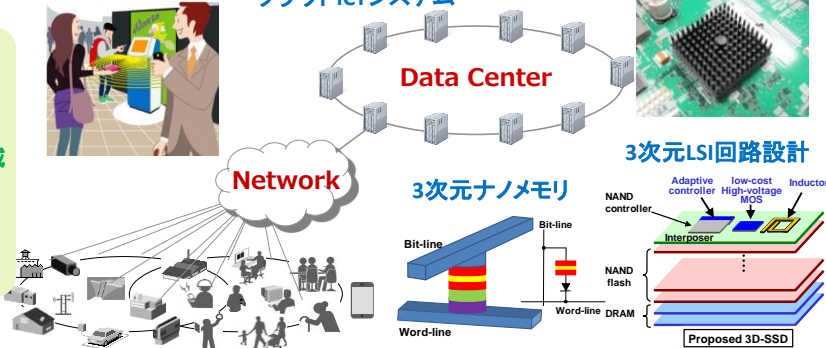 Data Center
Network
3次元ナノメモリ
Bit-line
Bit-line
Word-line
Word-line
3次元LSI回路設計
Adaptive
controller
low-cost
High-voltage
MOS
Inductor
NAND
controller
Interposer
NAND
flash
DRAM
Proposed 3D-SSD